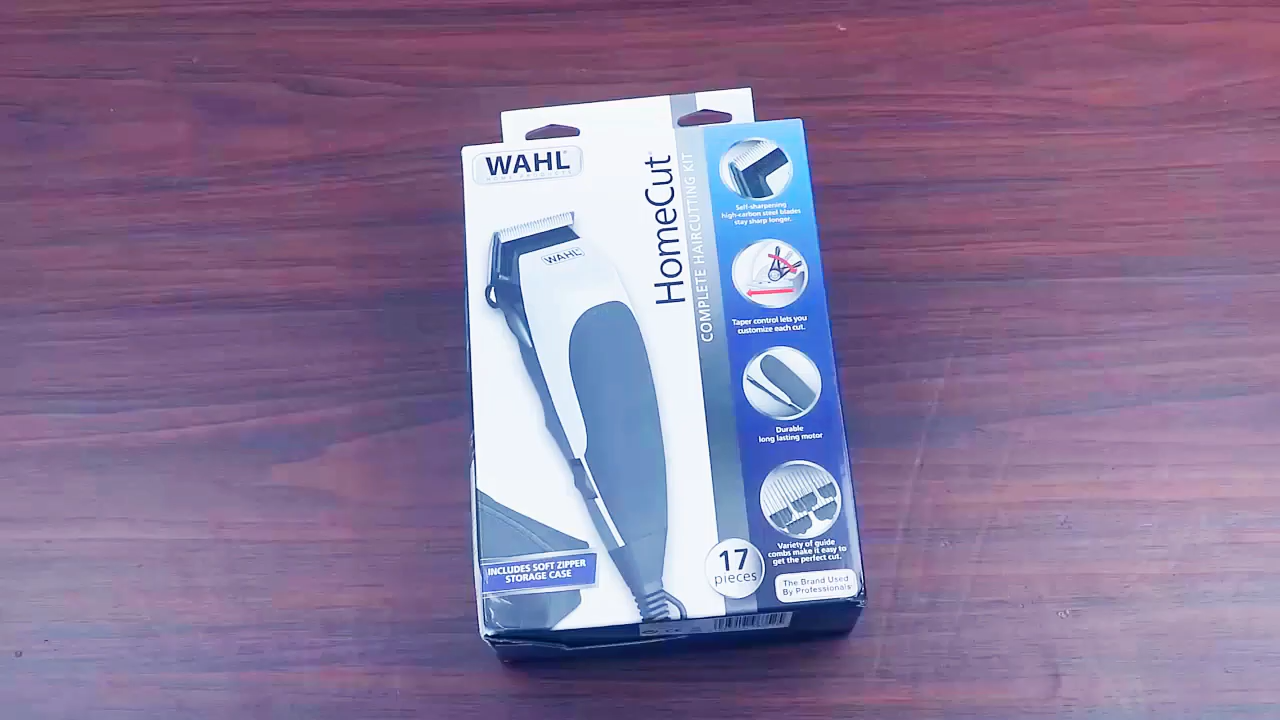 WAHL
HOME PRODUCTS
WAHL
HomeCut
COMPLETE HAIRCUTTING KIT
Self-sharpening
high-carbon steel blades
stay sharp longer.
Taper control lets you
customize each cut.
Durable
long lasting motor
Variety of guide
combs make it easy to
get the perfect cut.
17
pieces
The Brand Used
By Professionals
INCLUDES SOFT ZIPPER
STORAGE CASE